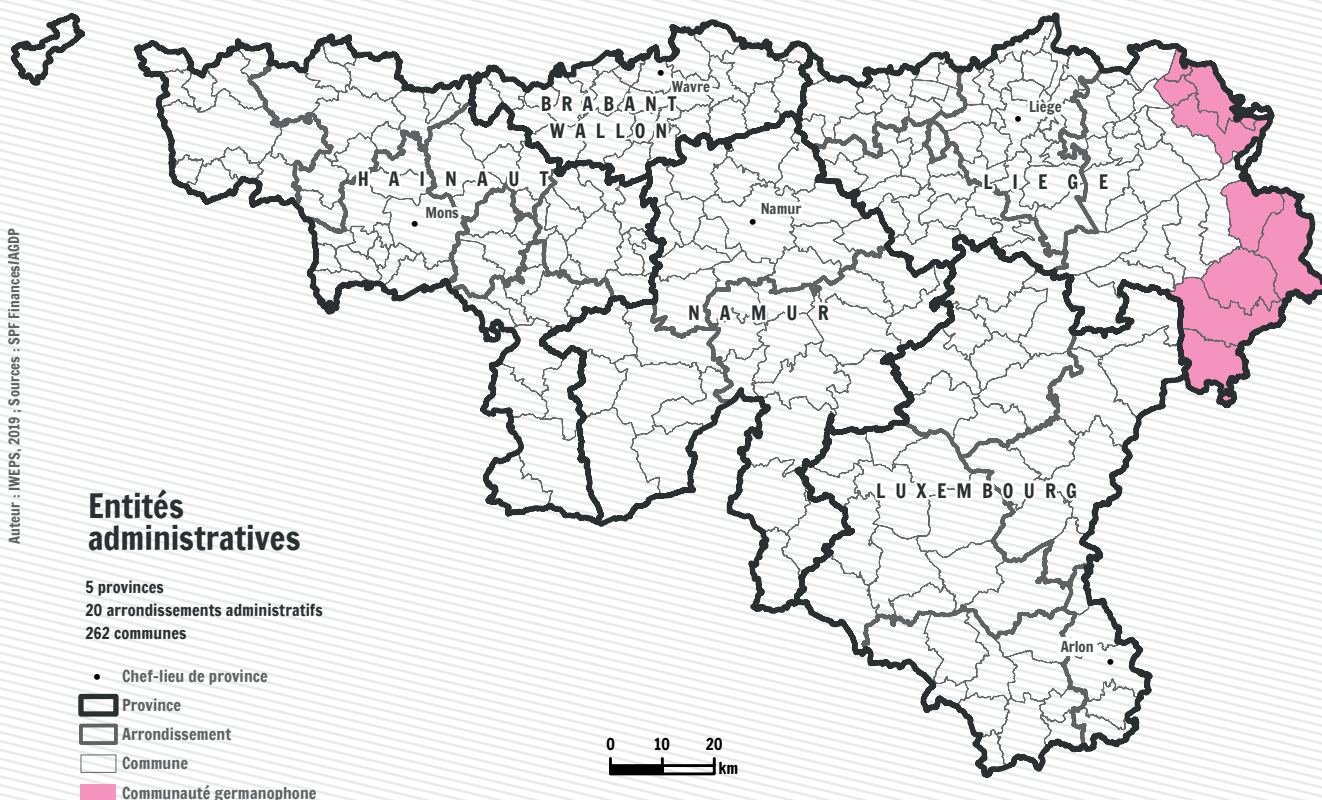 Wavre
BRABANT
WALLON
Liège
HAINAUT
LIEGE
Mons
Namur
NAMUR
LUXEMBOURG
Arlon
Auteur : IWEPS, 2019 ; Sources : SPF Finances/AGDP
Entités
administratives
5 provinces
20 arrondissements administratifs
262 communes
Chef-lieu de province
Province
Arrondissement
Commune
Communauté germanophone
0 10 20
km